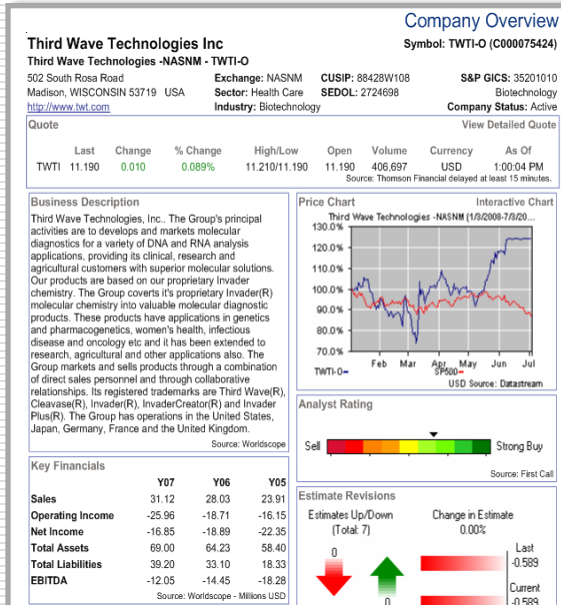 Company Overview
Third Wave Technologies Inc
Symbol: TWTI-O (C000075424)
Third Wave Technologies -NASNM - TWTI-O
502 South Rosa Road Exchange: NASNM CUSIP: 88428W108 S&P GICS: 35201010
Madison, WISCONSIN 53719 USA Sector: Health Care SEDOL: 2724698 Biotechnology
http://www.twt.com Industry: Biotechnology Company Status: Active
Quote View Detailed Quote
Last Change % Change High/Low Open Volume Currency As Of
TWTI 11.190 0.010 0.089% 11.210/11.190 11.190 406,697 USD 1:00:04 PM
Source: Thomson Financial delayed at least 15 minutes.
Business Description
Third Wave Technologies, Inc.. The Group's principal
activities are to develop and markets molecular
diagnostics for a variety of DNA and RNA analysis
applications, providing its clinical, research and
agricultural customers with superior molecular solutions.
Our products are based on our proprietary Invader
chemistry. The Group coverts it's proprietary Invader(R)
molecular chemistry into valuable molecular diagnostic
products. These products have applications in genetics
and pharmacogenetics, women's health, infectious
disease and oncology etc and it has been extended to
research, agricultural and other applications also. The
Group markets and sells products through a combination
of direct sales personnel and through collaborative
relationships. Its registered trademarks are Third Wave(R),
Cleavase(R), Invader(R), InvaderCreator(R) and Invader
Plus(R). The Group has operations in the United States,
Japan, Germany, France and the United Kingdom.
Source: Worldscope
Price Chart Interactive Chart
Third Wave Technologies -NASNM (1/3/2008-7/3/20...
130.0%
120.0%
110.0%
100.0%
90.0%
80.0%
70.0%
Feb Mar Apr May Jun Jul
TWTI-O SP500
USD Source: Datastream
Analyst Rating
Sell Strong Buy
Source: First Call
Key Financials
Y07 Y06 Y05
Sales 31.12 28.03 23.91
Operating Income -25.96 -18.71 -16.15
Net Income -16.85 -18.89 -22.35
Total Assets 69.00 64.23 58.40
Total Liabilities 39.20 33.10 18.33
EBITDA -12.05 -14.45 -18.28
Source: Worldscope - Millions USD
Estimate Revisions
Estimates Up/Down Change in Estimate
(Total: 7) 0.00%
0 Last
-0.589
Current
0 -0.589